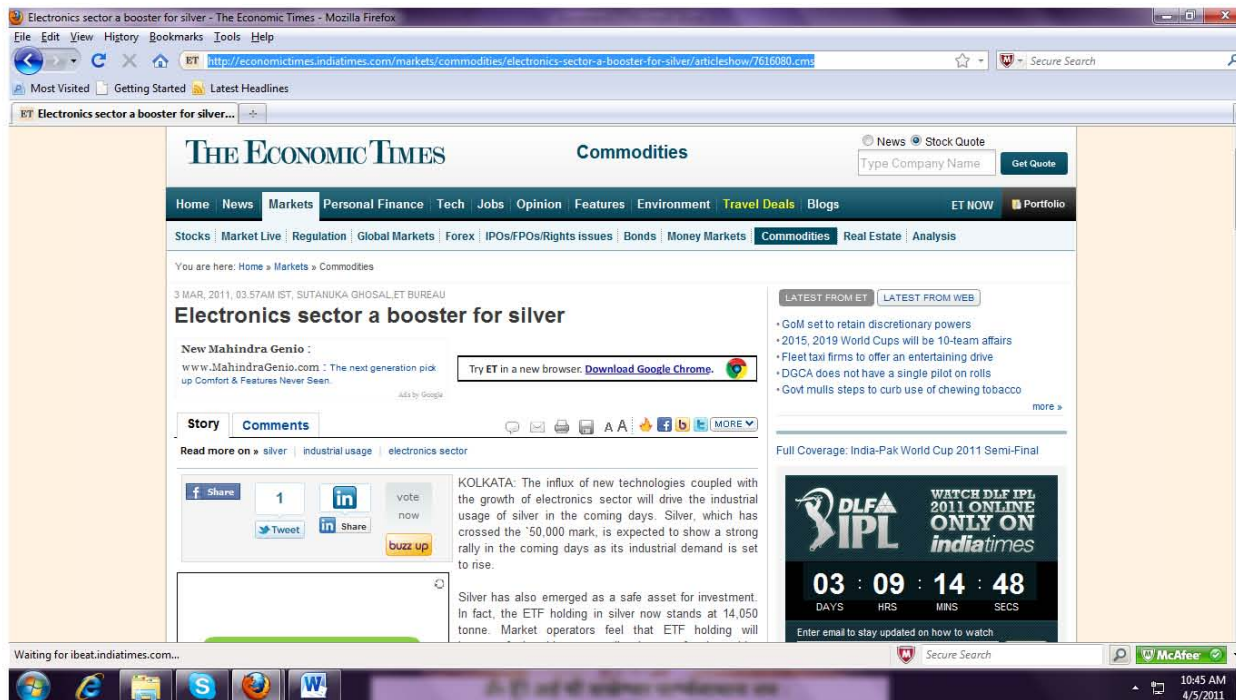 Electronics sector a booster for silver - The Economic Times - Mozilla Firefox
File Edit View History Bookmarks Tools Help
ET http://economictimes.indiatimes.com/markets/commodities/electronics-sector-a-booster-for-silver/articleshow/7616080.cms
Secure Search
Most Visited Getting Started Latest Headlines
ET Electronics sector a booster for silver...
THE ECONOMIC TIMES
Commodities
News Stock Quote
Type Company Name Get Quote
Home News Markets Personal Finance Tech Jobs Opinion Features Environment Travel Deals Blogs ET NOW Portfolio
Stocks Market Live Regulation Global Markets Forex IPOs/FPOs/Rights issues Bonds Money Markets Commodities Real Estate Analysis
You are here: Home » Markets » Commodities
3 MAR, 2011, 03.57AM IST, SUTANUKA GHOSAL,ET BUREAU
Electronics sector a booster for silver
New Mahindra Genio :
www.MahindraGenio.com : The next generation pick
up Comfort & Features Never Seen.
Ads by Google
Try ET in a new browser. Download Google Chrome.
Story Comments
A A f b t MORE
Read more on » silver | industrial usage | electronics sector
f Share
1
Tweet
in
in Share
vote
now
buzz up
KOLKATA: The influx of new technologies coupled with
the growth of electronics sector will drive the industrial
usage of silver in the coming days. Silver, which has
crossed the `50,000 mark, is expected to show a strong
rally in the coming days as its industrial demand is set
to rise.
Silver has also emerged as a safe asset for investment.
In fact, the ETF holding in silver now stands at 14,050
tonne. Market operators feel that ETF holding will
LATEST FROM ET LATEST FROM WEB
• GoM set to retain discretionary powers
• 2015, 2019 World Cups will be 10-team affairs
• Fleet taxi firms to offer an entertaining drive
• DGCA does not have a single pilot on rolls
• Govt mulls steps to curb use of chewing tobacco
more »
Full Coverage: India-Pak World Cup 2011 Semi-Final
DLF
IPL
WATCH DLF IPL
2011 ONLINE
ONLY ON
indiatimes
03 : 09 : 14 : 48
DAYS HRS MINS SECS
Enter email to stay updated on how to watch
Waiting for ibeat.indiatimes.com...
Secure Search
McAfee
10:45 AM
4/5/2011